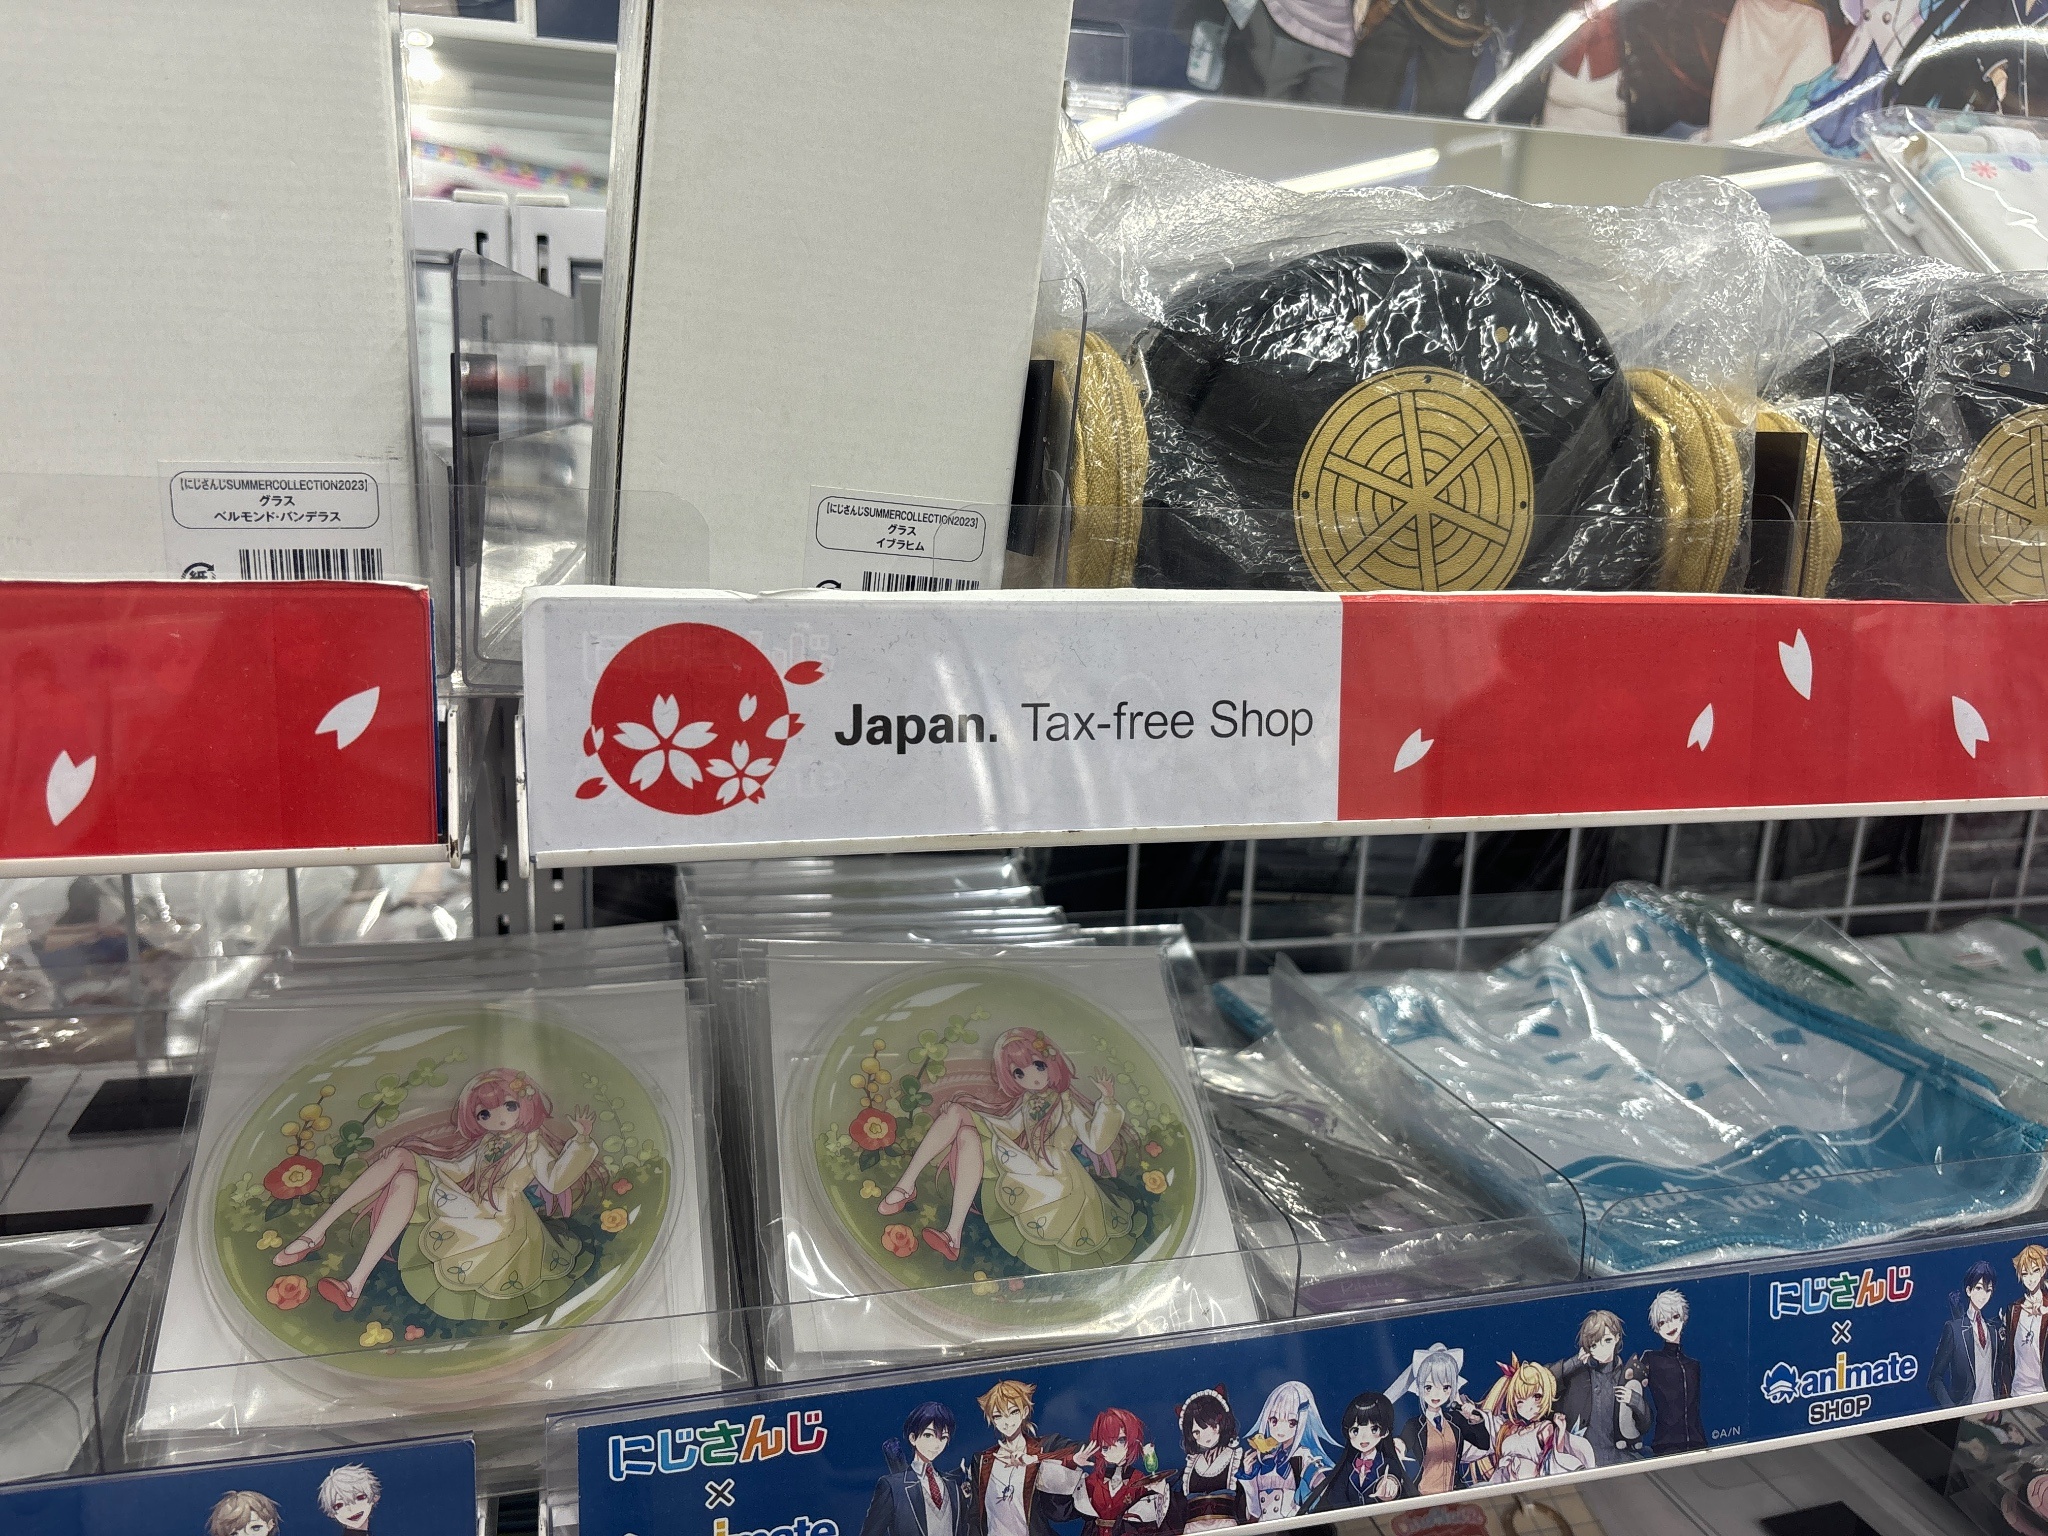 【にじさんじSUMMERCOLLECTION2023】
グラス
ベルモンド・バンデラス
紙
【にじさんじSUMMERCOLLECTION2023】
グラス
イブラヒム
Japan. Tax-free Shop
にじさんじ
×
animate
SHOP
©A/N
にじさんじ
×
animate